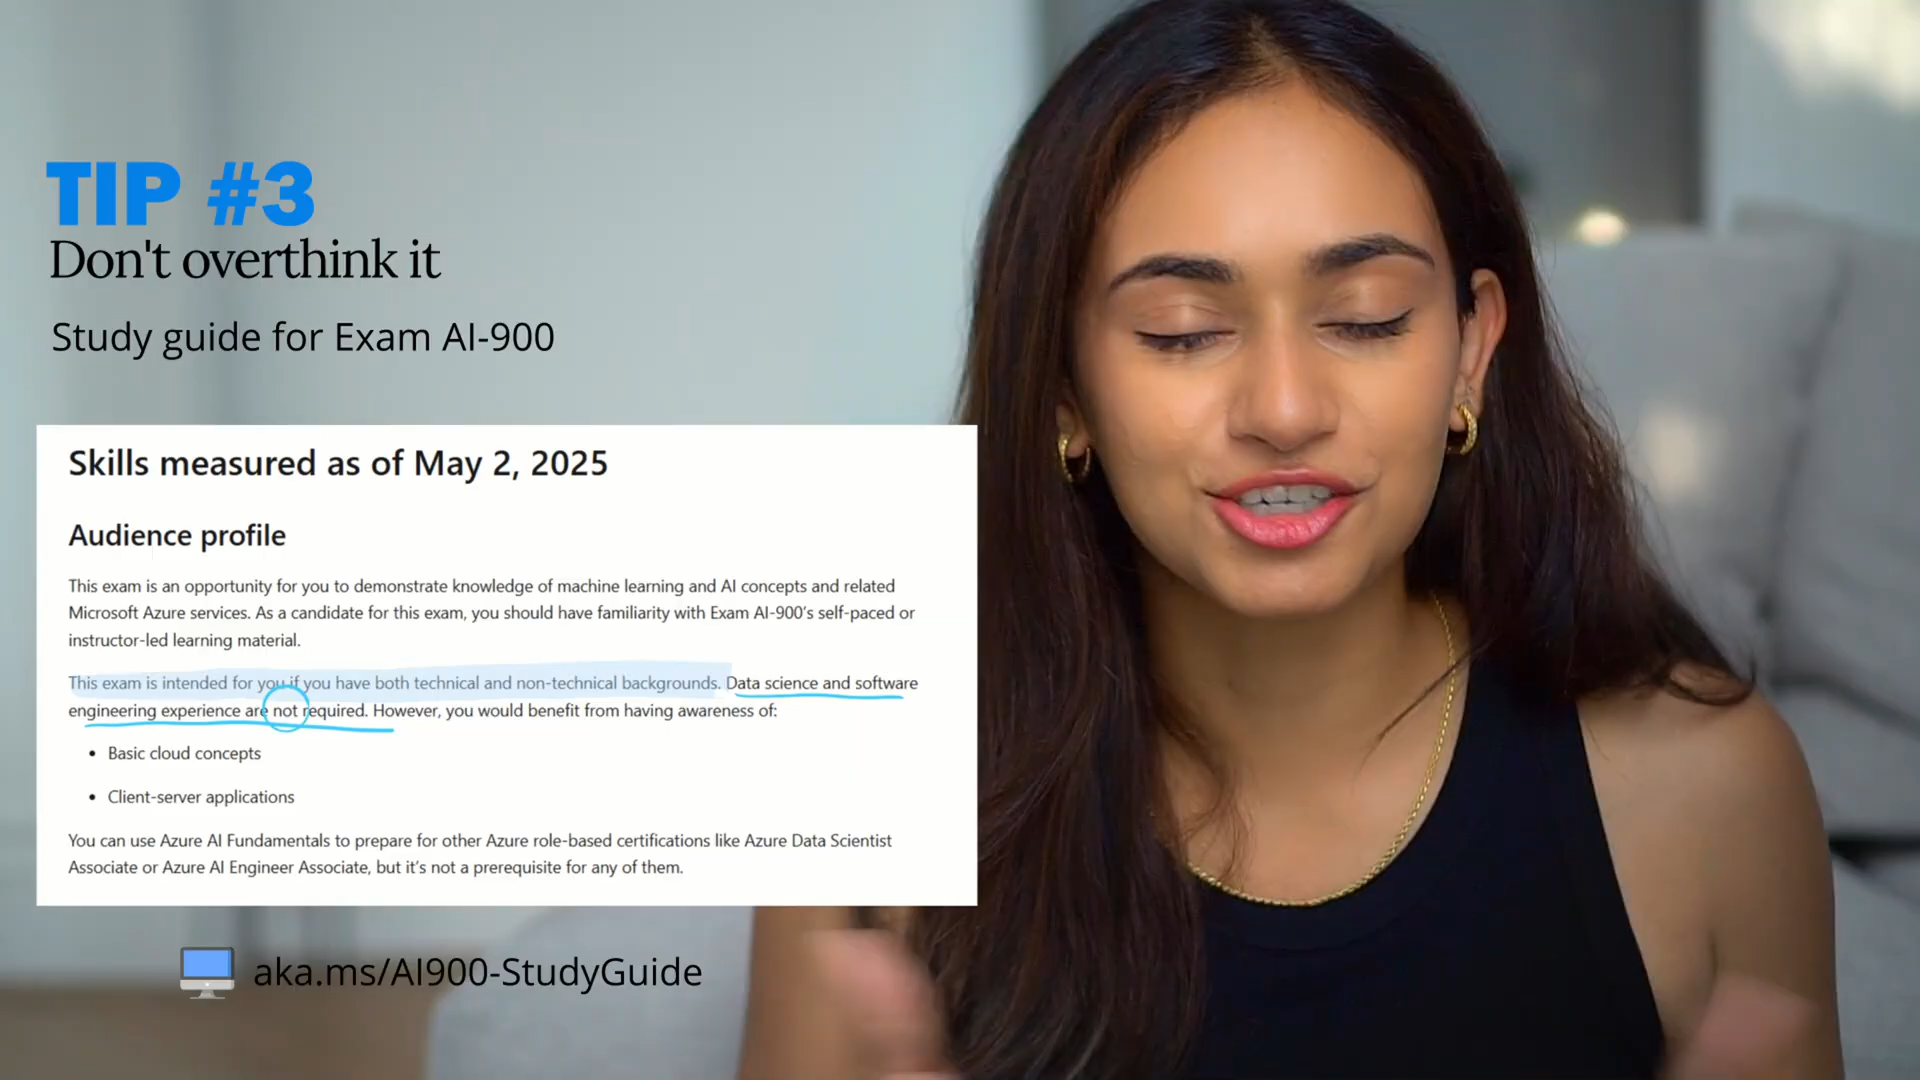 TIP #3
Don't overthink it
Study guide for Exam AI-900
Skills measured as of May 2, 2025
Audience profile
This exam is an opportunity for you to demonstrate knowledge of machine learning and AI concepts and related
Microsoft Azure services. As a candidate for this exam, you should have familiarity with Exam AI-900's self-paced or
instructor-led learning material.
This exam is intended for you if you have both technical and non-technical backgrounds. Data science and software
engineering experience are not required. However, you would benefit from having awareness of:
• Basic cloud concepts
• Client-server applications
You can use Azure AI Fundamentals to prepare for other Azure role-based certifications like Azure Data Scientist
Associate or Azure AI Engineer Associate, but it's not a prerequisite for any of them.
aka.ms/AI900-StudyGuide